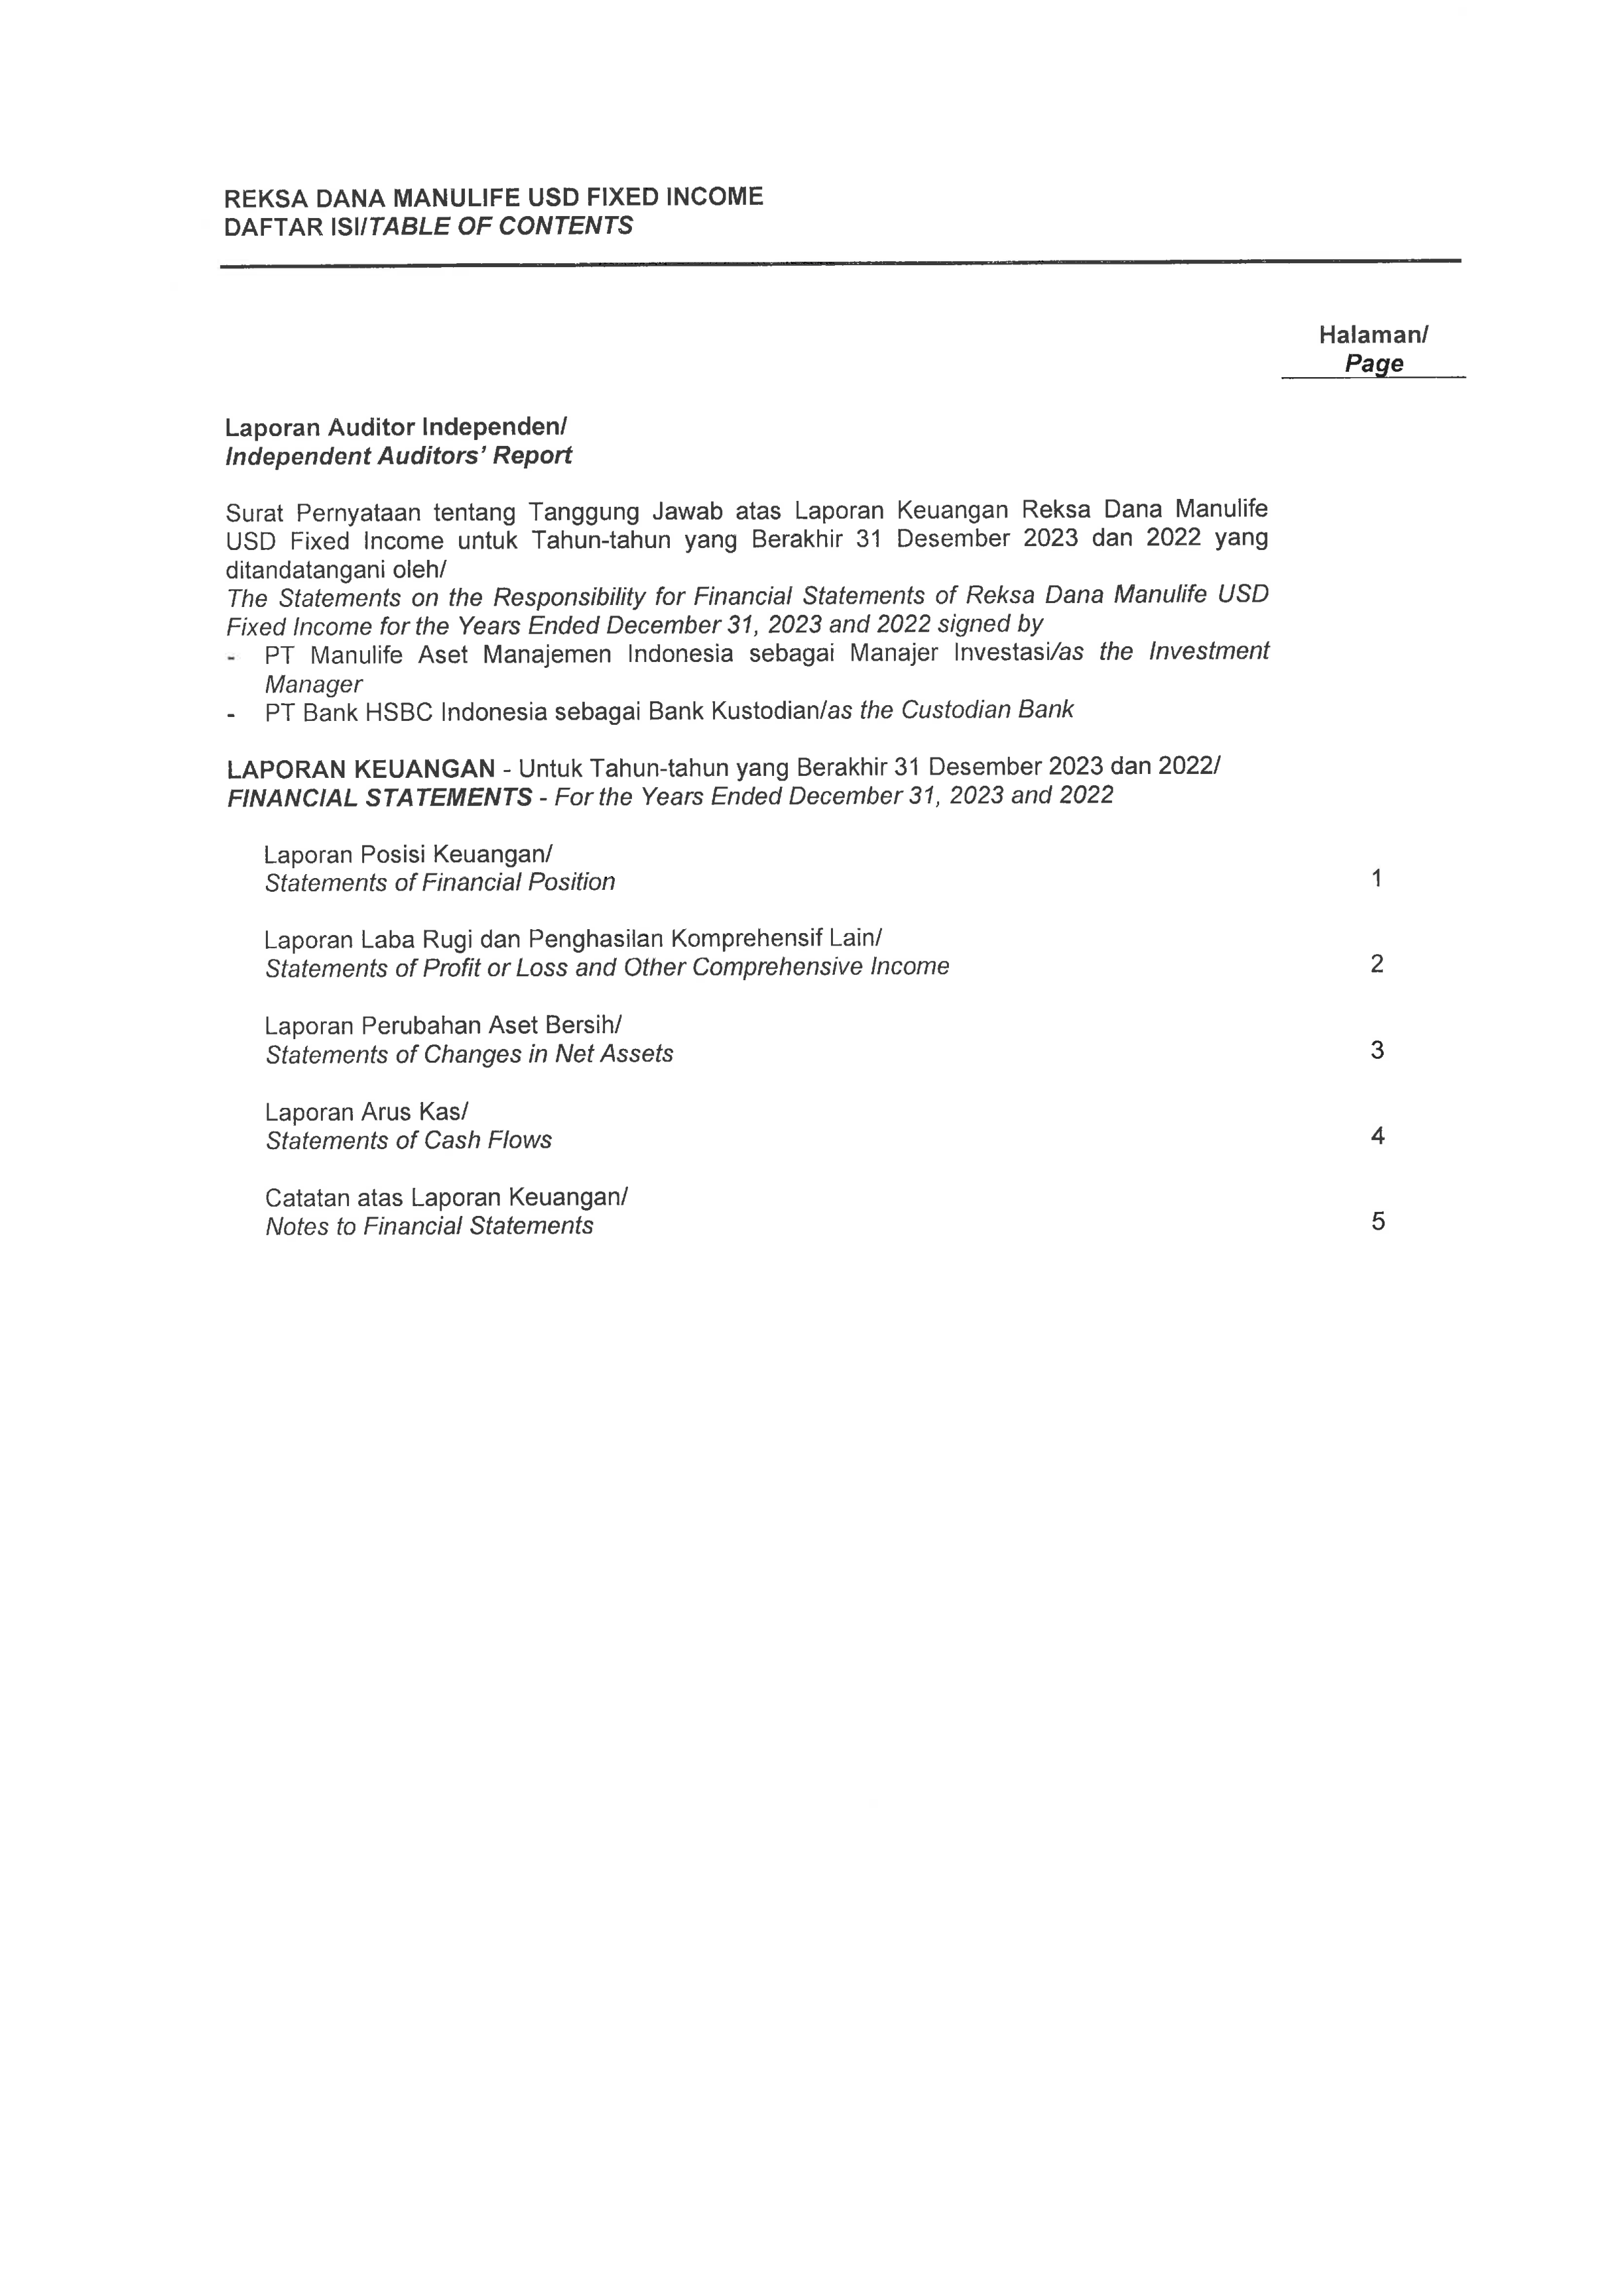 REKSA DANA MANULIFE USD FIXED INCOME
DAFTAR ISI/TABLE OF CONTENTS
Halaman/
Page
Laporan Auditor Independen/
Independent Auditors' Report
Surat Pernyataan tentang Tanggung Jawab atas Laporan Keuangan Reksa Dana Manulife
USD Fixed Income untuk Tahun-tahun yang Berakhir 31 Desember 2023 dan 2022 yang
ditandatangani oleh/
The Statements on the Responsibility for Financial Statements of Reksa Dana Manulife USD
Fixed Income for the Years Ended December 31, 2023 and 2022 signed by
- PT Manulife Aset Manajemen Indonesia sebagai Manajer Investasi/as the Investment
Manager
- PT Bank HSBC Indonesia sebagai Bank Kustodian/as the Custodian Bank
LAPORAN KEUANGAN - Untuk Tahun-tahun yang Berakhir 31 Desember 2023 dan 2022/
FINANCIAL STATEMENTS - For the Years Ended December 31, 2023 and 2022
Laporan Posisi Keuangan/
Statements of Financial Position 1
Laporan Laba Rugi dan Penghasilan Komprehensif Lain/
Statements of Profit or Loss and Other Comprehensive Income 2
Laporan Perubahan Aset Bersih/
Statements of Changes in Net Assets 3
Laporan Arus Kas/
Statements of Cash Flows 4
Catatan atas Laporan Keuangan/
Notes to Financial Statements 5